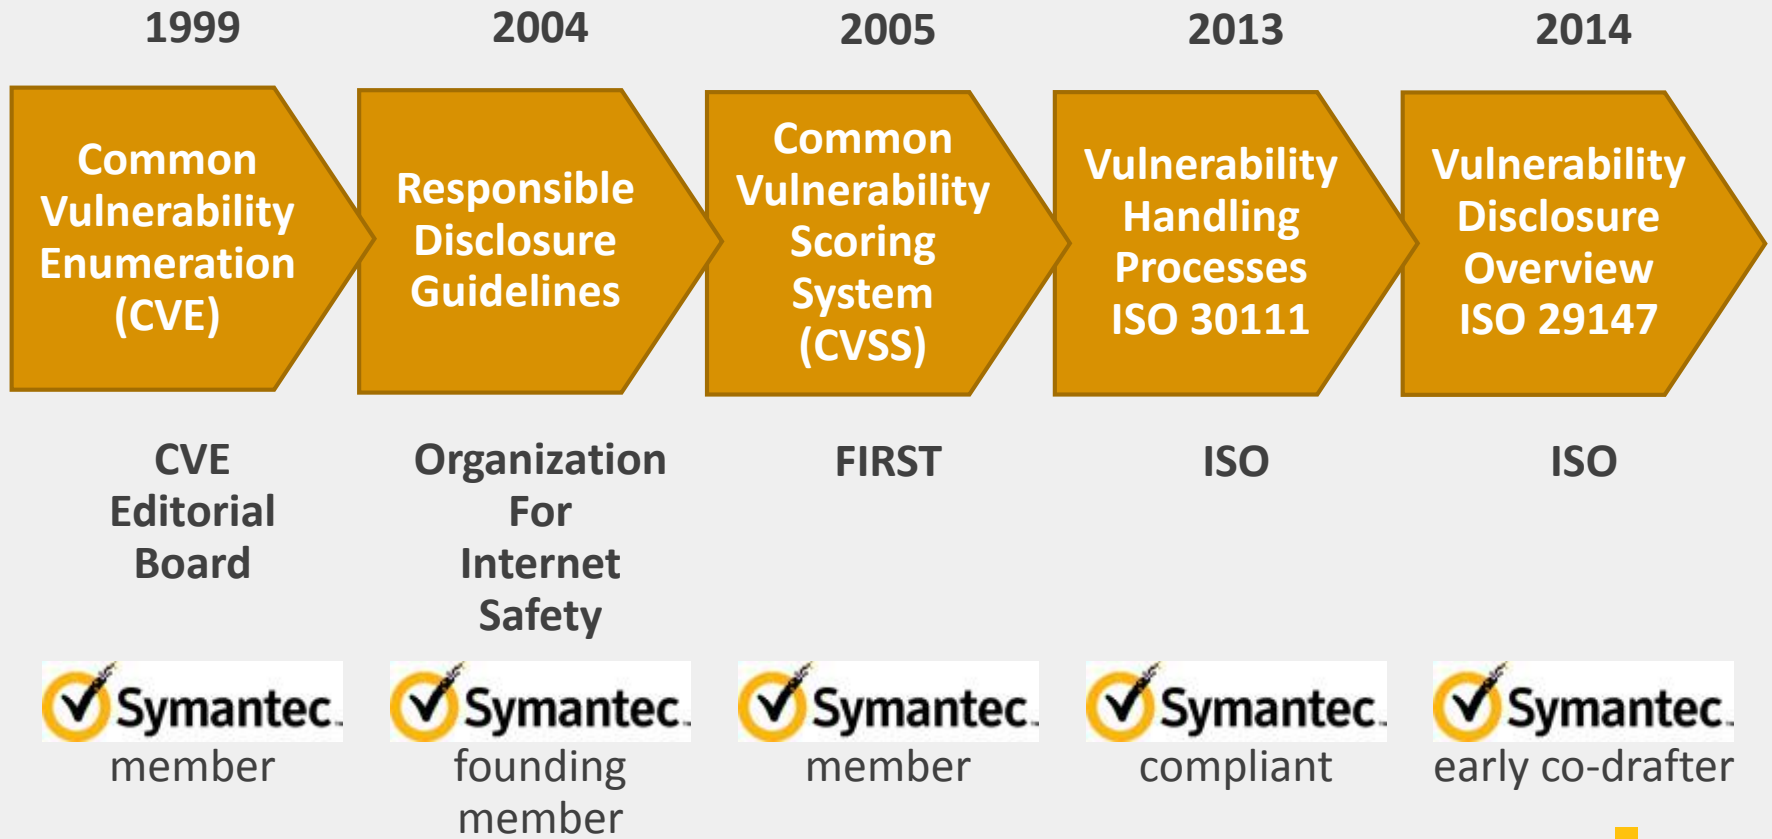 1999
Common
Vulnerability
Enumeration
(CVE)
CVE
Editorial
Board
Symantec.
member
2004
Responsible
Disclosure
Guidelines
Organization
For
Internet
Safety
Symantec.
founding
member
2005
Common
Vulnerability
Scoring
System
(CVSS)
FIRST
Symantec.
member
2013
Vulnerability
Handling
Processes
ISO 30111
ISO
Symantec.
compliant
2014
Vulnerability
Disclosure
Overview
ISO 29147
ISO
Symantec.
early co-drafter